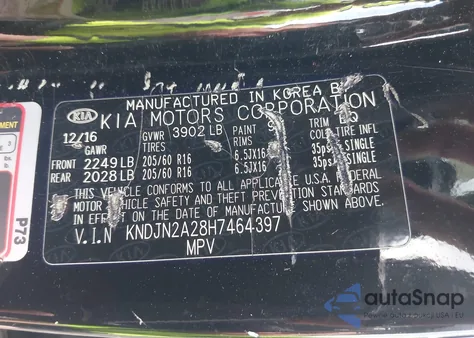 MANUFACTURED IN KOREA BY
KIA KIA MOTORS CORPORATION
12/16 GVWR 3902 LB PAINT TRIM
GAWR TIRES COLD TIRE INFL
FRONT 2249 LB 205/60 R16 6.5JX16 35psi SINGLE
REAR 2028 LB 205/60 R16 6.5JX16 35psi SINGLE
THIS VEHICLE CONFORMS TO ALL APPLICABLE U.S.A. FEDERAL
MOTOR VEHICLE SAFETY AND THEFT PREVENTION STANDARDS
IN EFFECT ON THE DATE OF MANUFACTURE SHOWN ABOVE.
V.I.N KNDJN2A28H7464397
MPV
P73
autoSnap